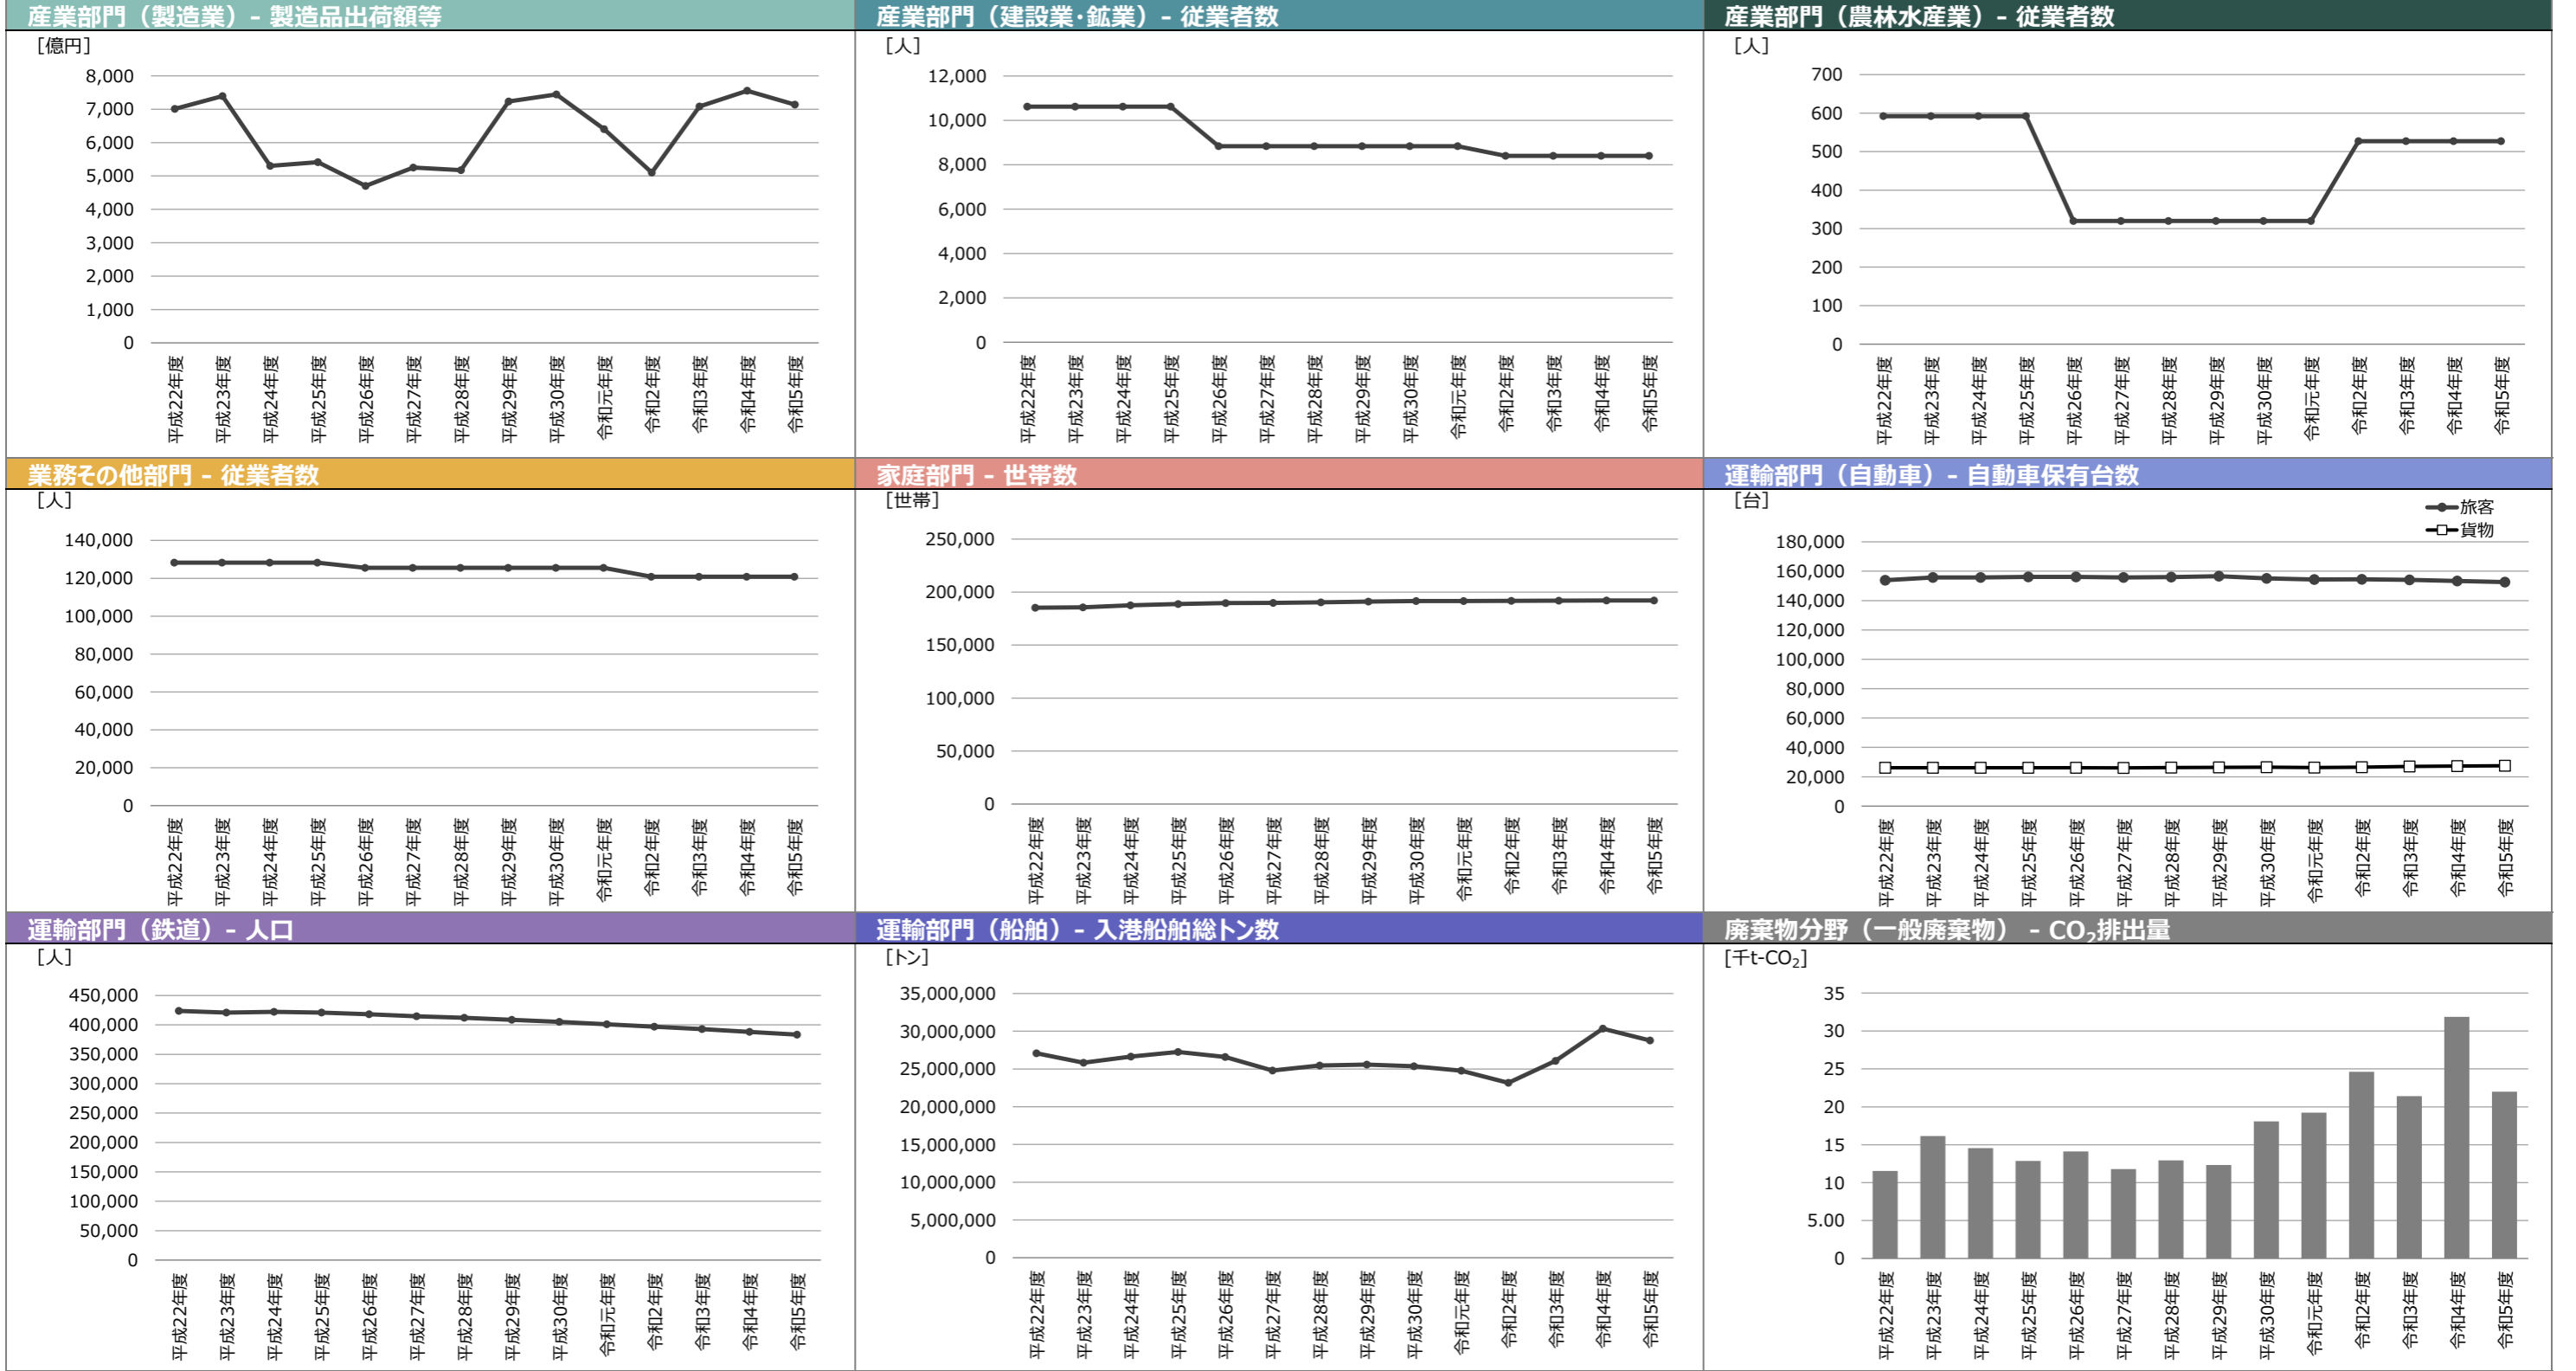 産業部門（製造業）- 製造品出荷額等
[億円]
8,000
7,000
6,000
5,000
4,000
3,000
2,000
1,000
0
平成22年度
平成23年度
平成24年度
平成25年度
平成26年度
平成27年度
平成28年度
平成29年度
平成30年度
令和元年度
令和2年度
令和3年度
令和4年度
令和5年度
産業部門（建設業･鉱業）- 従業者数
[人]
12,000
10,000
8,000
6,000
4,000
2,000
0
平成22年度
平成23年度
平成24年度
平成25年度
平成26年度
平成27年度
平成28年度
平成29年度
平成30年度
令和元年度
令和2年度
令和3年度
令和4年度
令和5年度
産業部門（農林水産業）- 従業者数
[人]
700
600
500
400
300
200
100
0
平成22年度
平成23年度
平成24年度
平成25年度
平成26年度
平成27年度
平成28年度
平成29年度
平成30年度
令和元年度
令和2年度
令和3年度
令和4年度
令和5年度
業務その他部門 - 従業者数
[人]
140,000
120,000
100,000
80,000
60,000
40,000
20,000
0
平成22年度
平成23年度
平成24年度
平成25年度
平成26年度
平成27年度
平成28年度
平成29年度
平成30年度
令和元年度
令和2年度
令和3年度
令和4年度
令和5年度
家庭部門 - 世帯数
[世帯]
250,000
200,000
150,000
100,000
50,000
0
平成22年度
平成23年度
平成24年度
平成25年度
平成26年度
平成27年度
平成28年度
平成29年度
平成30年度
令和元年度
令和2年度
令和3年度
令和4年度
令和5年度
運輸部門（自動車）- 自動車保有台数
[台]
旅客
貨物
180,000
160,000
140,000
120,000
100,000
80,000
60,000
40,000
20,000
0
平成22年度
平成23年度
平成24年度
平成25年度
平成26年度
平成27年度
平成28年度
平成29年度
平成30年度
令和元年度
令和2年度
令和3年度
令和4年度
令和5年度
運輸部門（鉄道）- 人口
[人]
450,000
400,000
350,000
300,000
250,000
200,000
150,000
100,000
50,000
0
平成22年度
平成23年度
平成24年度
平成25年度
平成26年度
平成27年度
平成28年度
平成29年度
平成30年度
令和元年度
令和2年度
令和3年度
令和4年度
令和5年度
運輸部門（船舶）- 入港船舶総トン数
[トン]
35,000,000
30,000,000
25,000,000
20,000,000
15,000,000
10,000,000
5,000,000
0
平成22年度
平成23年度
平成24年度
平成25年度
平成26年度
平成27年度
平成28年度
平成29年度
平成30年度
令和元年度
令和2年度
令和3年度
令和4年度
令和5年度
廃棄物分野（一般廃棄物） - CO₂排出量
[千t-CO₂]
35
30
25
20
15
10
5.00
0
平成22年度
平成23年度
平成24年度
平成25年度
平成26年度
平成27年度
平成28年度
平成29年度
平成30年度
令和元年度
令和2年度
令和3年度
令和4年度
令和5年度